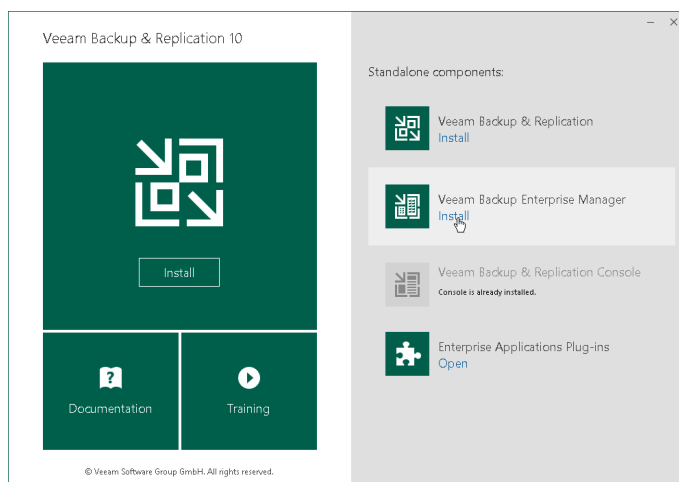 Veeam Backup & Replication 10
Install
?
Documentation
Training
© Veeam Software Group GmbH. All rights reserved.
Standalone components:
Veeam Backup & Replication
Install
Veeam Backup Enterprise Manager
Install
Veeam Backup & Replication Console
Console is already installed.
Enterprise Applications Plug-ins
Open